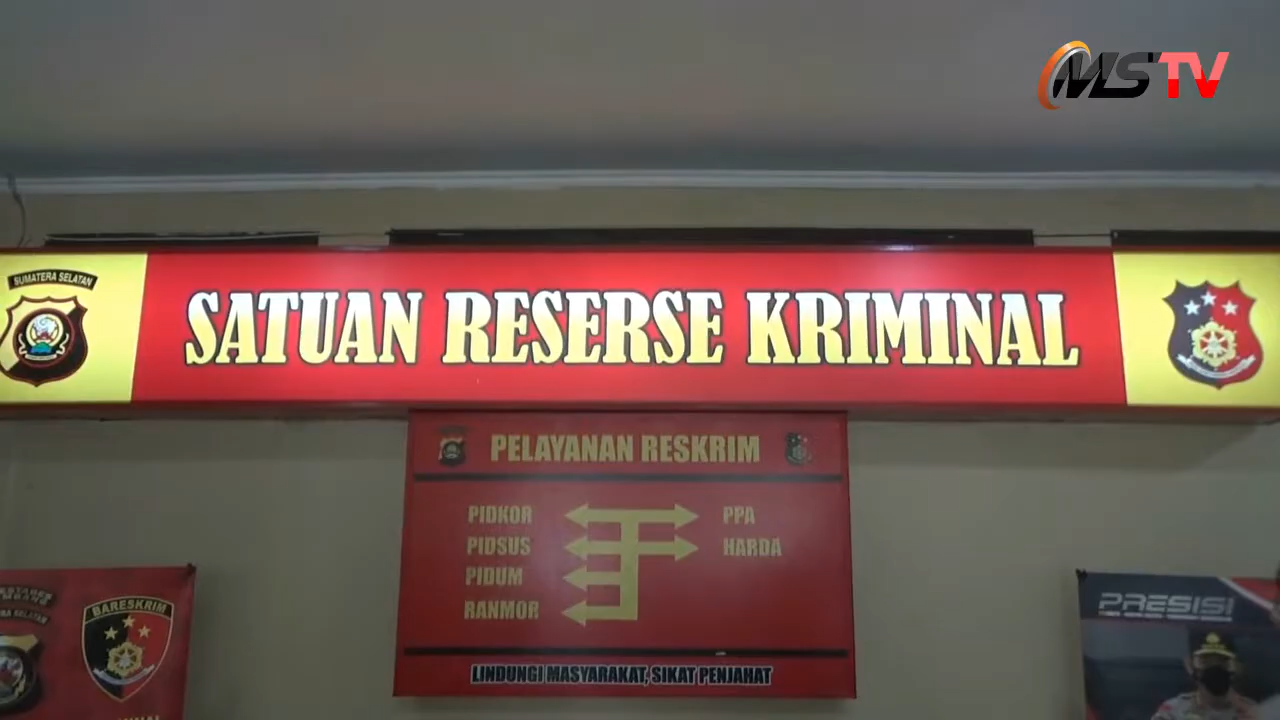 MSTV
SUMATERA SELATAN
SATUAN RESERSE KRIMINAL
PELAYANAN RESKRIM
PIDKOR
PPA
PIDSUS
HARDA
PIDUM
RANMOR
LINDUNGI MASYARAKAT, SIKAT PENJAHAT
BARESKRIM
PRESISI